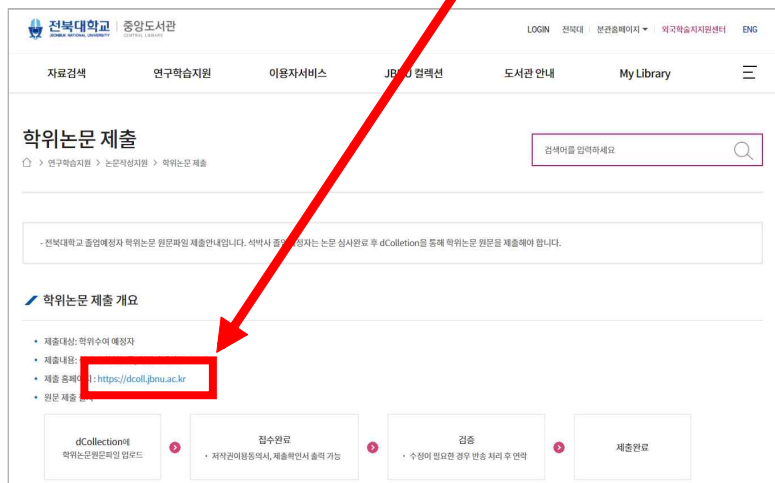 전북대학교 중앙도서관
JEONBUK NATIONAL UNIVERSITY CENTRAL LIBRARY
LOGIN 전북대 분관홈페이지 외국학술지지원센터 ENG
자료검색 연구학습지원 이용자서비스 컬렉션 도서관 안내 My Library
학위논문 제출
연구학습지원 > 논문작성지원 > 학위논문 제출
검색어를 입력하세요
- 전북대학교 졸업예정자 학위논문 원문파일 제출안내입니다. 석박사 졸업예정자는 논문 심사완료 후 dColletion을 통해 학위논문 원문을 제출해야 합니다.
학위논문 제출 개요
• 제출대상: 학위수여 예정자
• 제출내용:
• 제출 홈페이지 : https://dcoll.jbnu.ac.kr
• 원문 제출
dCollection에
학위논문원문파일 업로드
접수완료
• 저작권이용동의서, 제출확인서 출력 가능
검증
• 수정이 필요한 경우 반송 처리 후 연락
제출완료